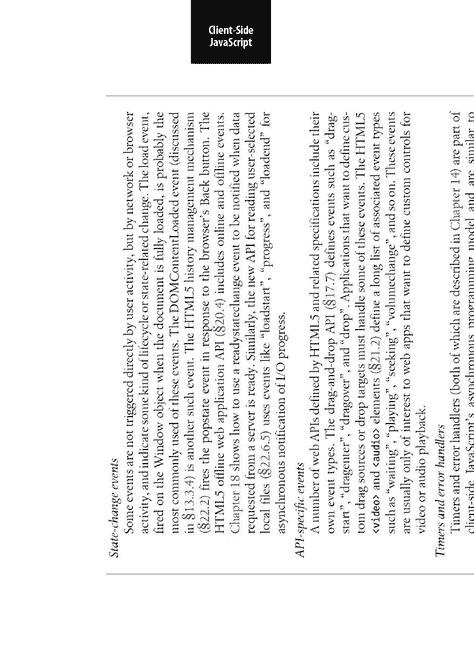 Client-Side
JavaScript
State-change events
Some events are not triggered directly by user activity, but by network or browser
activity, and indicate some kind of lifecycle or state-related change. The load event,
fired on the Window object when the document is fully loaded, is probably the
most commonly used of these events. The DOMContentLoaded event (discussed
in §13.3.4) is another such event. The HTML5 history management mechanism
(§22.2) fires the popstate event in response to the browser’s Back button. The
HTML5 offline web application API (§20.4) includes online and offline events.
Chapter 18 shows how to use a readystatechange event to be notified when data
requested from a server is ready. Similarly, the new API for reading user-selected
local files (§22.6.5) uses events like “loadstart”, “progress”, and “loadend” for
asynchronous notification of I/O progress.
API-specific events
A number of web APIs defined by HTML5 and related specifications include their
own event types. The drag-and-drop API (§17.7) defines events such as “drag-
start”, “dragenter”, “dragover”, and “drop”. Applications that want to define cus-
tom drag sources or drop targets must handle some of these events. The HTML5
<video> and <audio> elements (§21.2) define a long list of associated event types
such as “waiting”, “playing”, “seeking”, “volumechange”, and so on. These events
are usually only of interest to web apps that want to define custom controls for
video or audio playback.
Timers and error handlers
Timers and error handlers (both of which are described in Chapter 14) are part of
client-side JavaScript’s asynchronous programming model and are similar to